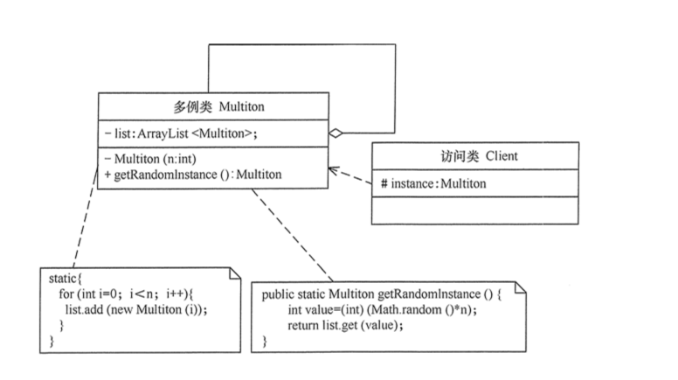 多例类 Multiton
- list:ArrayList <Multiton>;
- Multiton (n:int)
+ getRandomInstance (): Multiton
访问类 Client
# instance:Multiton
static{
for (int i=0; i<n; i++){
list.add (new Multiton (i));
}
}
public static Multiton getRandomInstance () {
int value=(int) (Math.random ()*n);
return list.get (value);
}